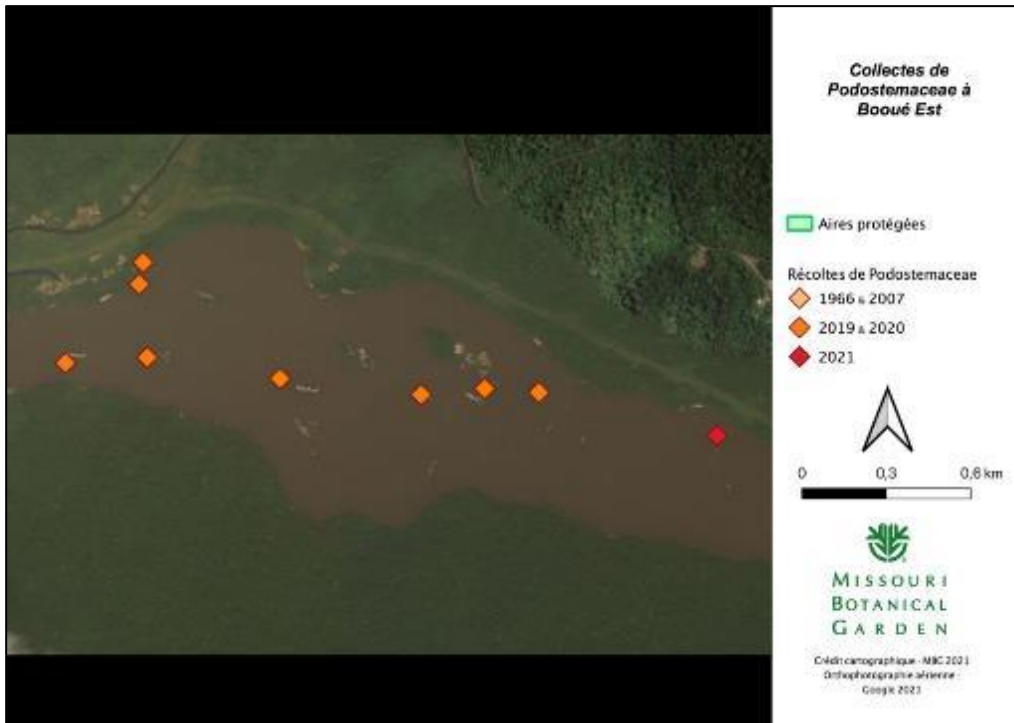 Collectes de
Podostemaceae à
Booué Est
Aires protégées
Récoltes de Podostemaceae
1966 & 2007
2019 & 2020
2021
0 0,3 0,6 km
MISSOURI
BOTANICAL
GARDEN
Crédit cartographique - MBG 2021
Orthophotographie aérienne -
Google 2021